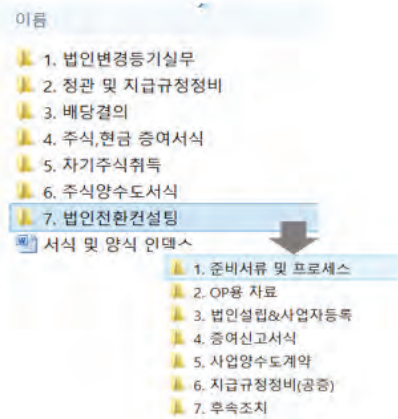 이름
1. 법인변경등기실무
2. 정관 및 지급규정정비
3. 배당결의
4. 주식,현금 증여서식
5. 자기주식취득
6. 주식양수도서식
7. 법인전환컨설팅
서식 및 양식 인덱스
1. 준비서류 및 프로세스
2. OP용 자료
3. 법인설립&사업자등록
4. 증여신고서식
5. 사업양수도계약
6. 지급규정정비(공증)
7. 후속조치